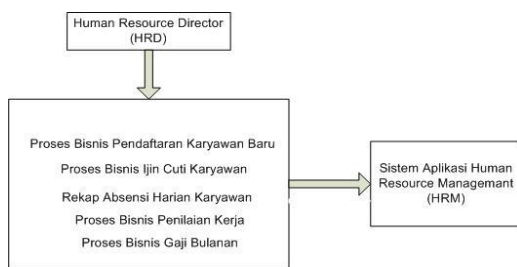 Human Resource Director
(HRD)
Proses Bisnis Pendaftaran Karyawan Baru
Proses Bisnis Ijin Cuti Karyawan
Rekap Absensi Harian Karyawan
Proses Bisnis Penilaian Kerja
Proses Bisnis Gaji Bulanan
Sistem Aplikasi Human
Resource Managemant
(HRM)